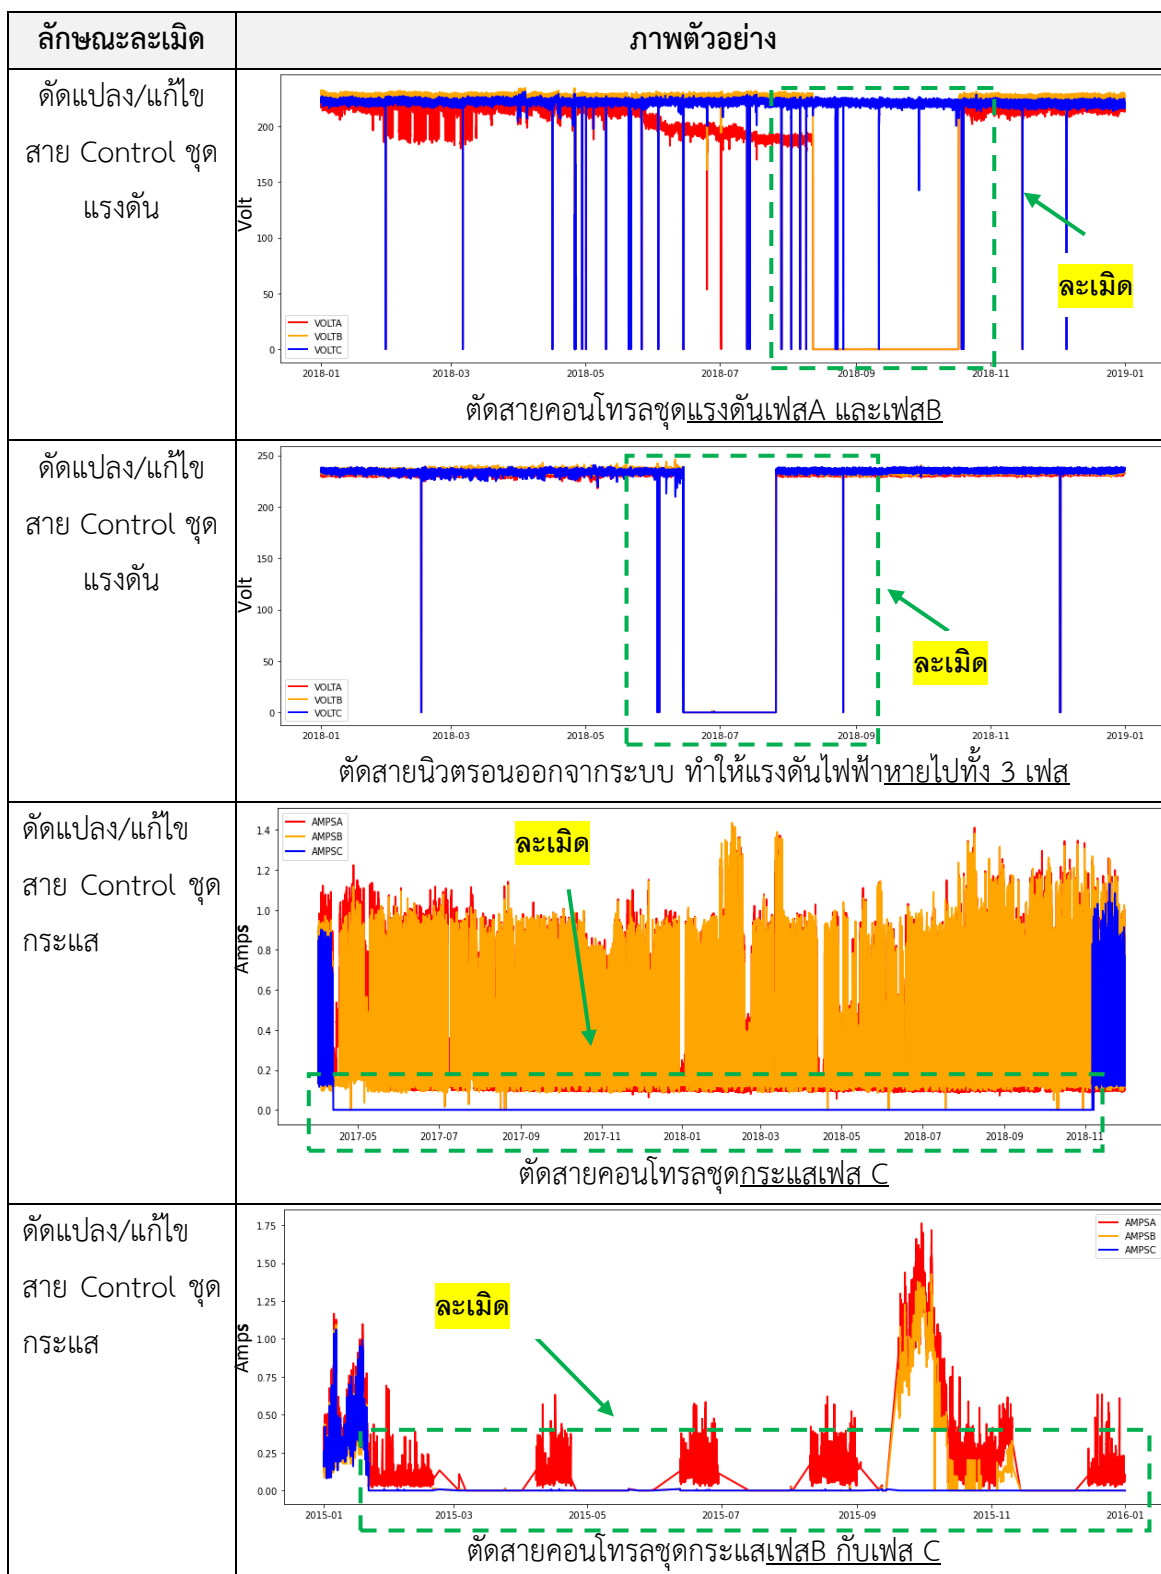 ลักษณะละเมิด
ภาพตัวอย่าง
ดัดแปลง/แก้ไข
สาย Control ชุด
แรงดัน
Volt
200
150
100
50
0
VOLTA
VOLTB
VOLTC
ละเมิด
2018-01
2018-03
2018-05
2018-07
2018-09
2018-11
2019-01
ตัดสายคอนโทรลชุดแรงดันเฟสA และเฟสB
ดัดแปลง/แก้ไข
สาย Control ชุด
แรงดัน
Volt
250
200
150
100
50
0
VOLTA
VOLTB
VOLTC
ละเมิด
2018-01
2018-03
2018-05
2018-07
2018-09
2018-11
2019-01
ตัดสายนิวตรอนออกจากระบบ ทำให้แรงดันไฟฟ้าหายไปทั้ง 3 เฟส
ดัดแปลง/แก้ไข
สาย Control ชุด
กระแส
Amps
1.4
1.2
1.0
0.8
0.6
0.4
0.2
0.0
AMPSA
AMPSB
AMPSC
ละเมิด
2017-05
2017-07
2017-09
2017-11
2018-01
2018-03
2018-05
2018-07
2018-09
2018-11
ตัดสายคอนโทรลชุดกระแสเฟส C
ดัดแปลง/แก้ไข
สาย Control ชุด
กระแส
Amps
1.75
1.50
1.25
1.00
0.75
0.50
0.25
0.00
AMPSA
AMPSB
AMPSC
ละเมิด
2015-01
2015-03
2015-05
2015-07
2015-09
2015-11
2016-01
ตัดสายคอนโทรลชุดกระแสเฟสB กับเฟส C